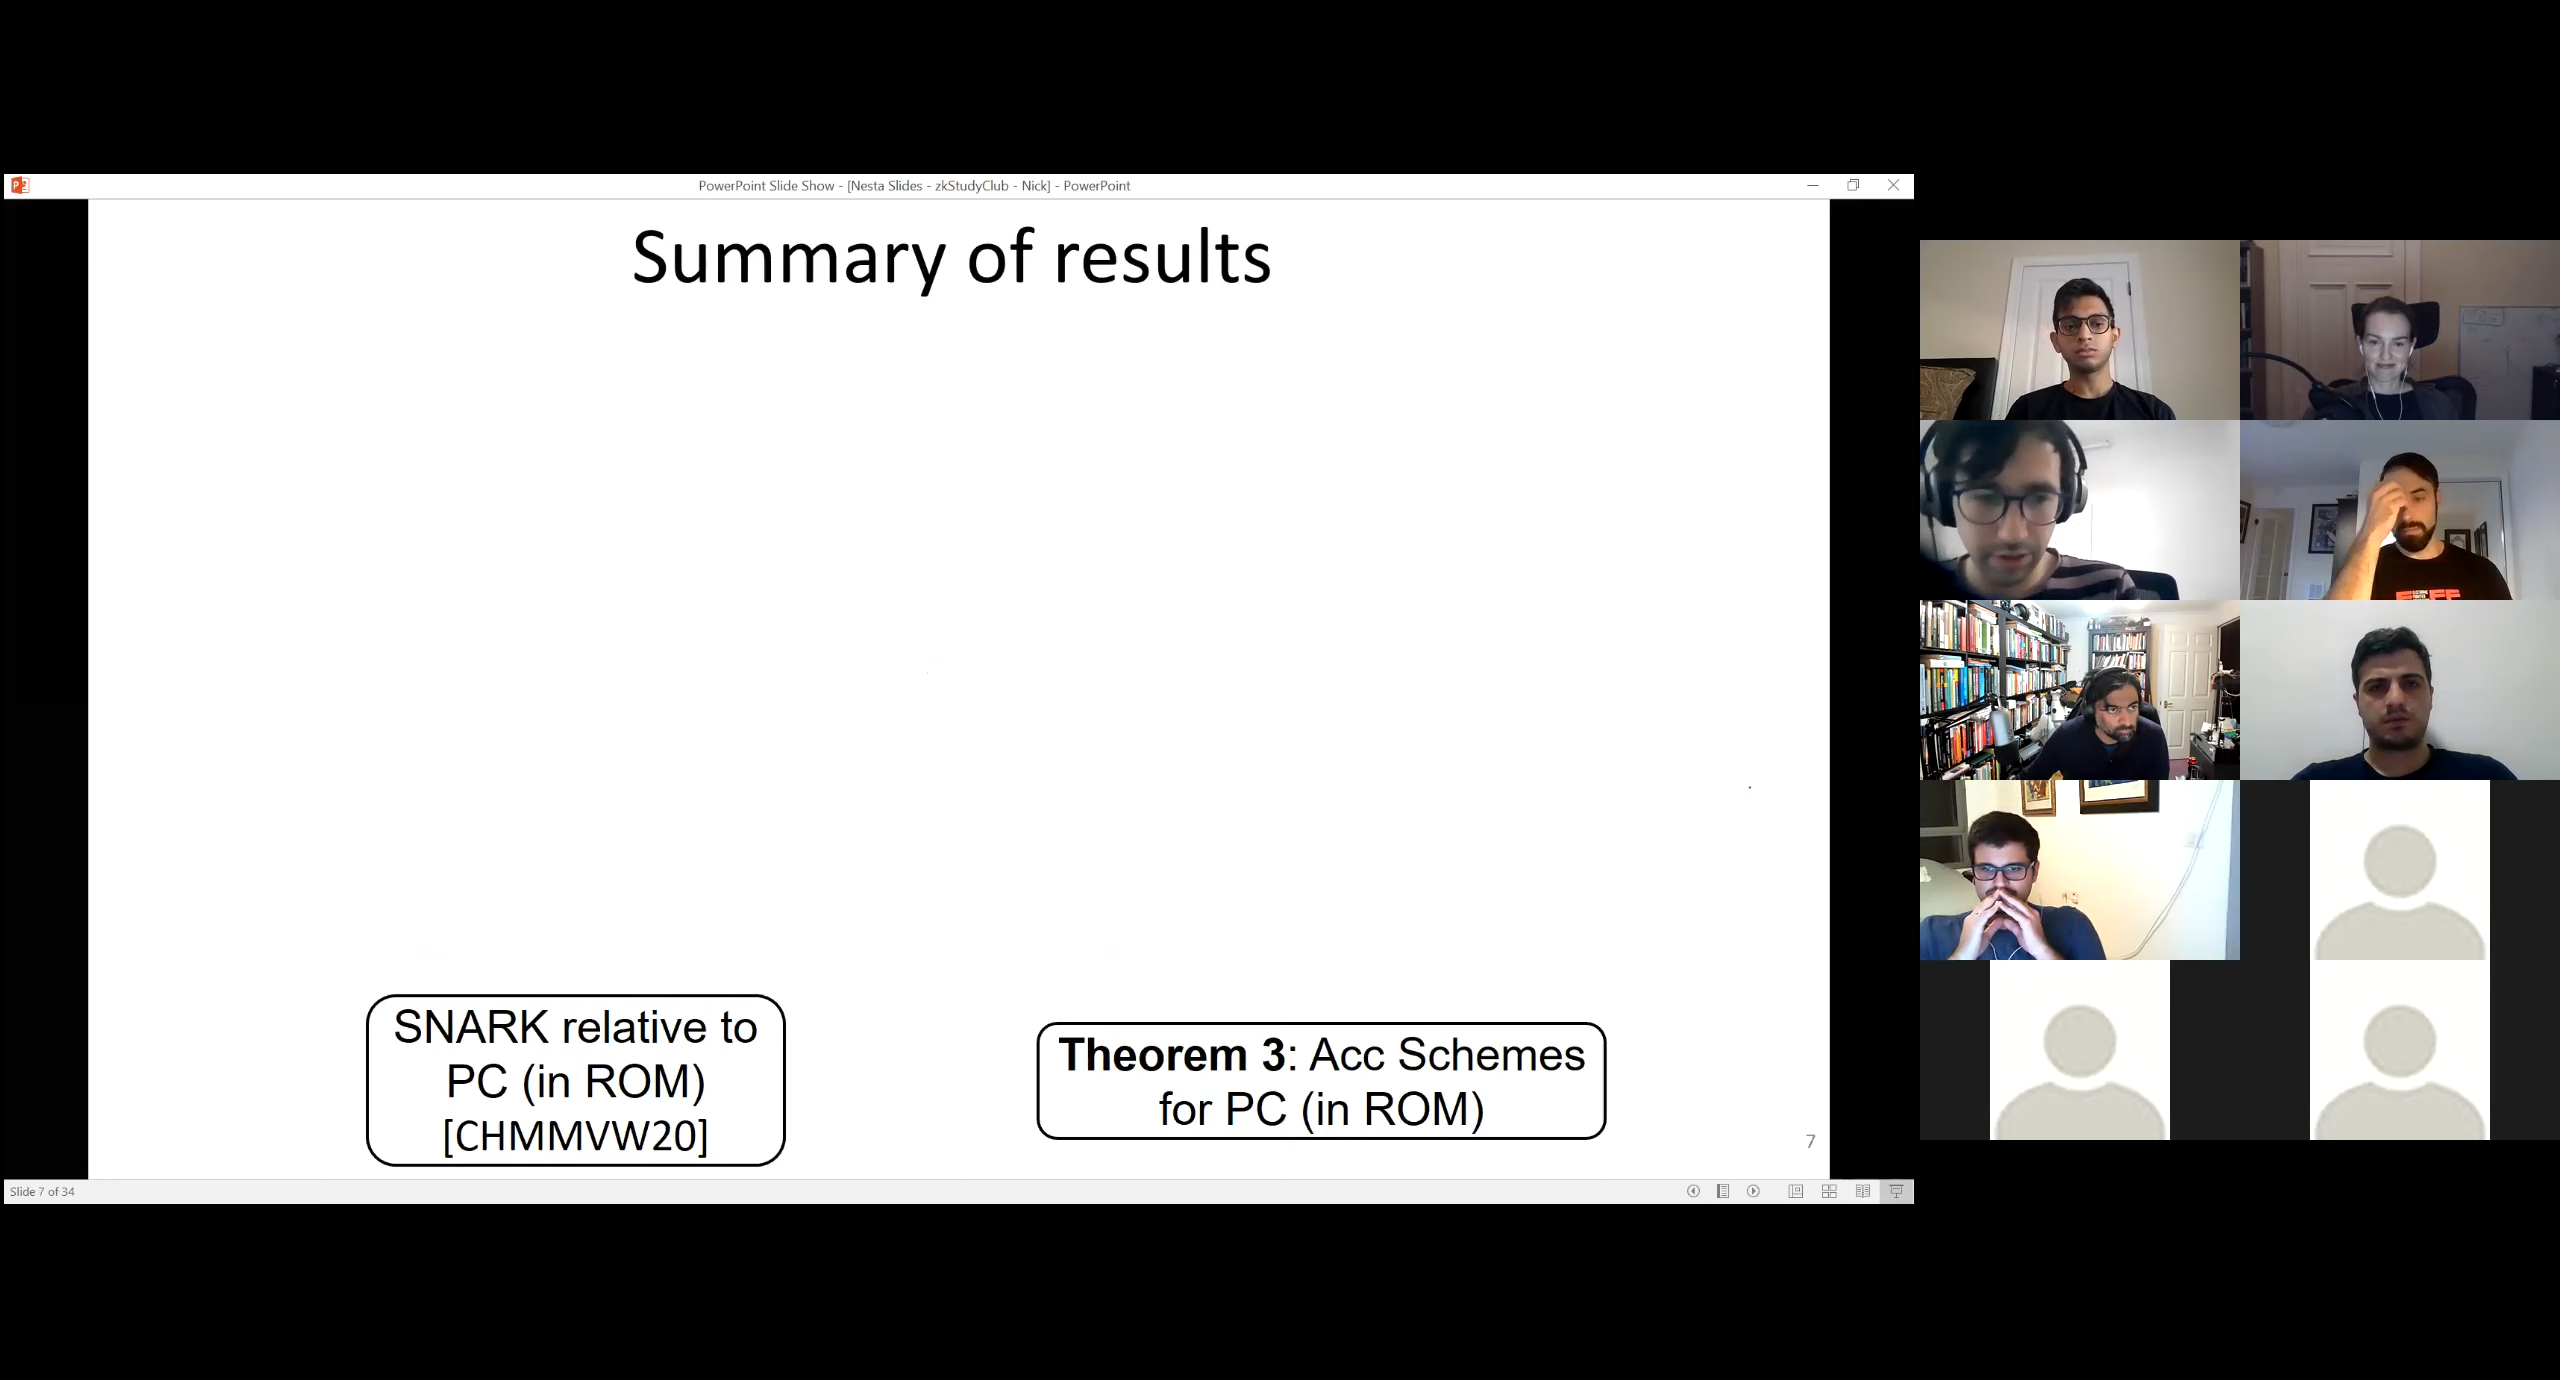 PowerPoint Slide Show - [Nesta Slides - zkStudyClub - Nick] - PowerPoint
Summary of results
SNARK relative to
PC (in ROM)
[CHMMVW20]
Theorem 3: Acc Schemes
for PC (in ROM)
7
Slide 7 of 34